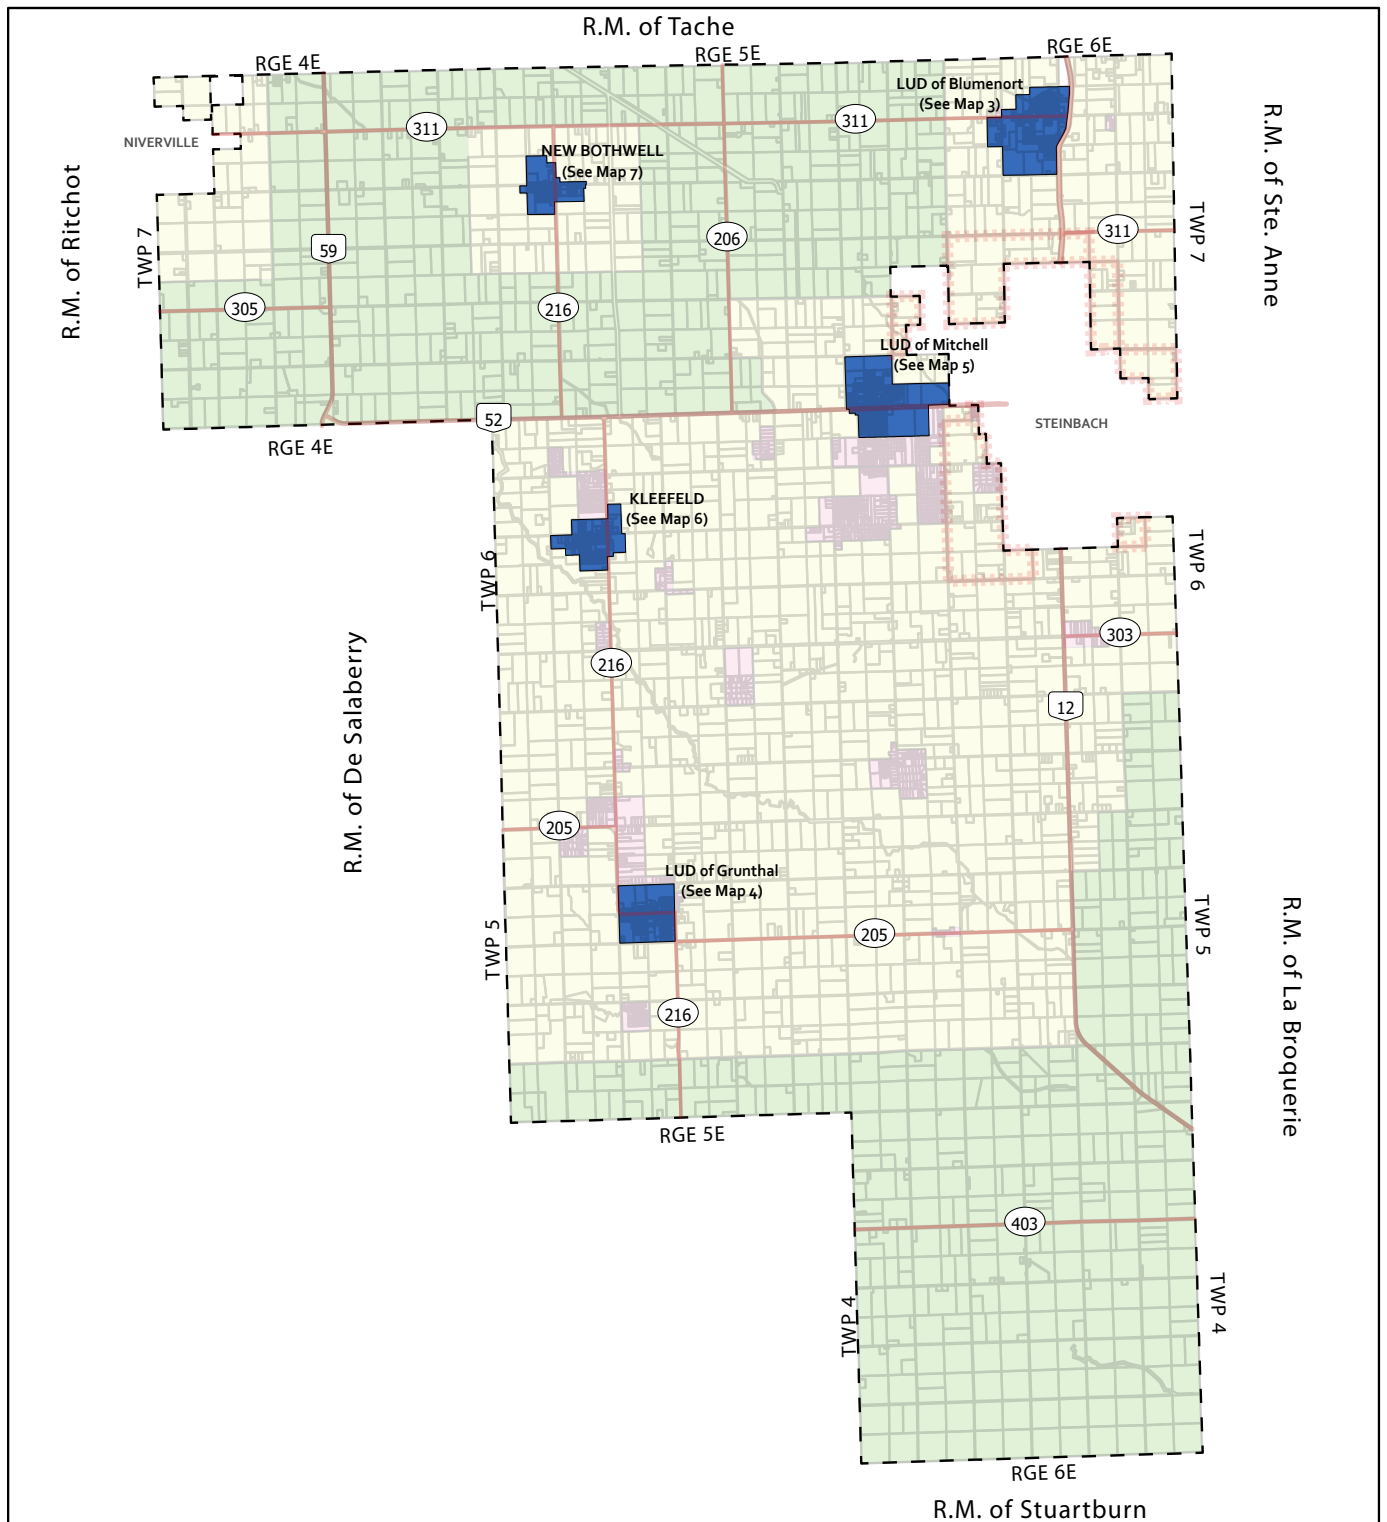 R.M. of Tache
RGE 4E
RGE 5E
RGE 6E
LUD of Blumenort
(See Map 3)
311
311
NIVERVILLE
NEW BOTHWELL
(See Map 7)
R.M. of Ritchot
R.M. of Ste. Anne
TWP 7
TWP 7
59
206
311
305
216
LUD of Mitchell
(See Map 5)
52
STEINBACH
RGE 4E
KLEEFELD
(See Map 6)
TWP 6
TWP 6
303
216
12
R.M. of De Salaberry
205
LUD of Grunthal
(See Map 4)
205
TWP 5
TWP 5
R.M. of La Broquerie
216
RGE 5E
403
TWP 4
TWP 4
RGE 6E
R.M. of Stuartburn